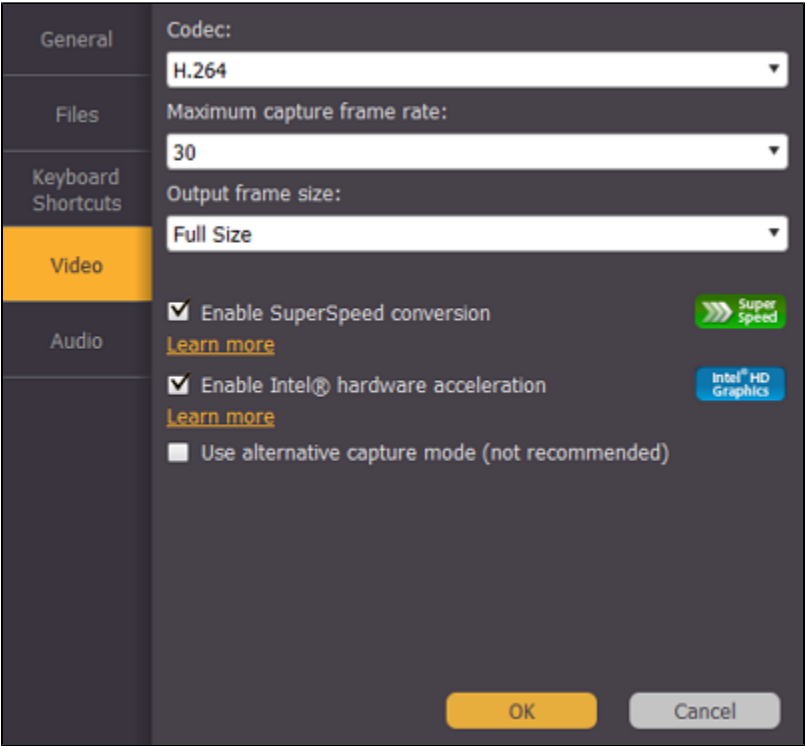 General
Files
Keyboard
Shortcuts
Video
Audio
Codec:
H.264
Maximum capture frame rate:
30
Output frame size:
Full Size
Enable SuperSpeed conversion
Super
Speed
Learn more
Enable Intel® hardware acceleration
Intel® HD
Graphics
Learn more
Use alternative capture mode (not recommended)
OK
Cancel